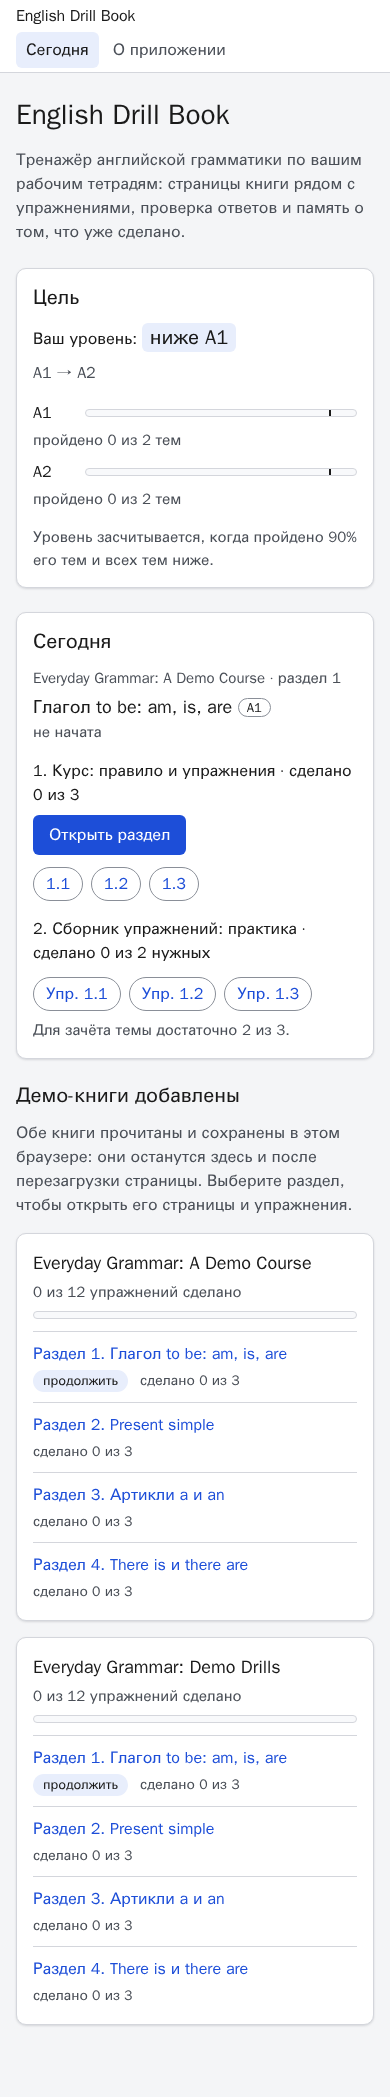 English Drill Book
Сегодня О приложении
English Drill Book
Тренажёр английской грамматики по вашим
рабочим тетрадям: страницы книги рядом с
упражнениями, проверка ответов и память о
том, что уже сделано.
Цель
Ваш уровень: ниже A1
A1 → A2
A1
пройдено 0 из 2 тем
A2
пройдено 0 из 2 тем
Уровень засчитывается, когда пройдено 90%
его тем и всех тем ниже.
Сегодня
Everyday Grammar: A Demo Course · раздел 1
Глагол to be: am, is, are A1
не начата
1. Курс: правило и упражнения · сделано
0 из 3
Открыть раздел
1.1 1.2 1.3
2. Сборник упражнений: практика ·
сделано 0 из 2 нужных
Упр. 1.1 Упр. 1.2 Упр. 1.3
Для зачёта темы достаточно 2 из 3.
Демо-книги добавлены
Обе книги прочитаны и сохранены в этом
браузере: они останутся здесь и после
перезагрузки страницы. Выберите раздел,
чтобы открыть его страницы и упражнения.
Everyday Grammar: A Demo Course
0 из 12 упражнений сделано
Раздел 1. Глагол to be: am, is, are
продолжить сделано 0 из 3
Раздел 2. Present simple
сделано 0 из 3
Раздел 3. Артикли a и an
сделано 0 из 3
Раздел 4. There is и there are
сделано 0 из 3
Everyday Grammar: Demo Drills
0 из 12 упражнений сделано
Раздел 1. Глагол to be: am, is, are
продолжить сделано 0 из 3
Раздел 2. Present simple
сделано 0 из 3
Раздел 3. Артикли a и an
сделано 0 из 3
Раздел 4. There is и there are
сделано 0 из 3